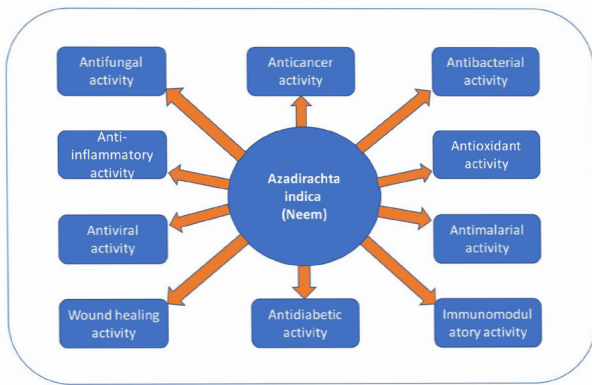 Antifungal
activity
Anticancer
activity
Antibacterial
activity
Anti-
inflammatory
activity
Azadirachta
indica
(Neem)
Antioxidant
activity
Antiviral
activity
Antimalarial
activity
Wound healing
activity
Antidiabetic
activity
Immunomodul
atory activity